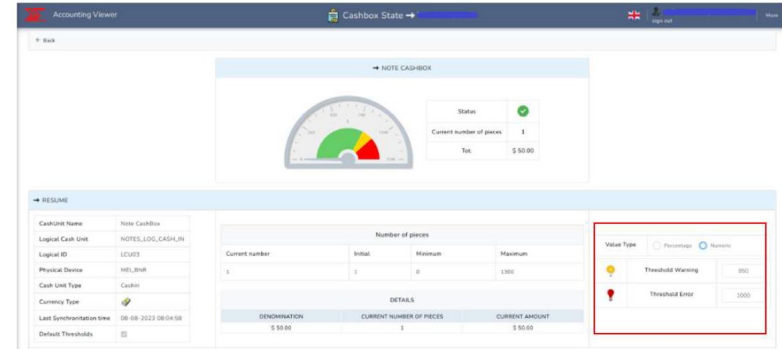 Accounting Viewer
Cashbox State →
sign out
More
← Back
→ NOTE CASHBOX
Status
Current number of pieces 1
Tot. $ 50.00
→ RESUME
CashUnit Name Note CashBox
Logical Cash Unit NOTES_LOG_CASH_IN
Logical ID LCU03
Physical Device MEI_BNR
Cash Unit Type Cashin
Currency Type
Last Synchronization time 08-08-2023 08:04:58
Default Thresholds
Number of pieces
Current number Initial Minimum Maximum
1 1 0 1300
DETAILS
DENOMINATION CURRENT NUMBER OF PIECES CURRENT AMOUNT
$ 50.00 1 $ 50.00
Value Type Percentage Numeric
Threshold Warning 850
Threshold Error 1000